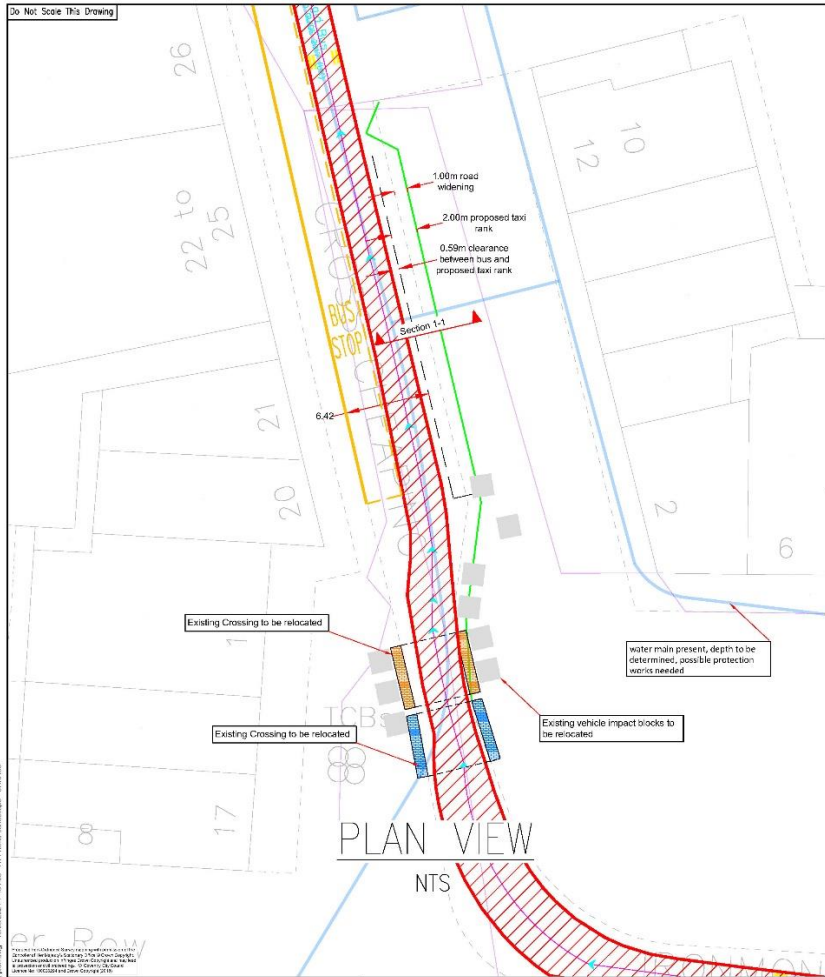 Do Not Scale This Drawing
26
22 to
25
21
20
1
17
8
12
10
2
6
1.00m road
widening
2.00m proposed taxi
rank
0.59m clearance
between bus and
proposed taxi rank
BUS
STOP
Section 1-1
6.42
Existing Crossing to be relocated
water main present, depth to be
determined, possible protection
works needed
TCBs
Existing Crossing to be relocated
Existing vehicle impact blocks to
be relocated
PLAN VIEW
NTS
er Row